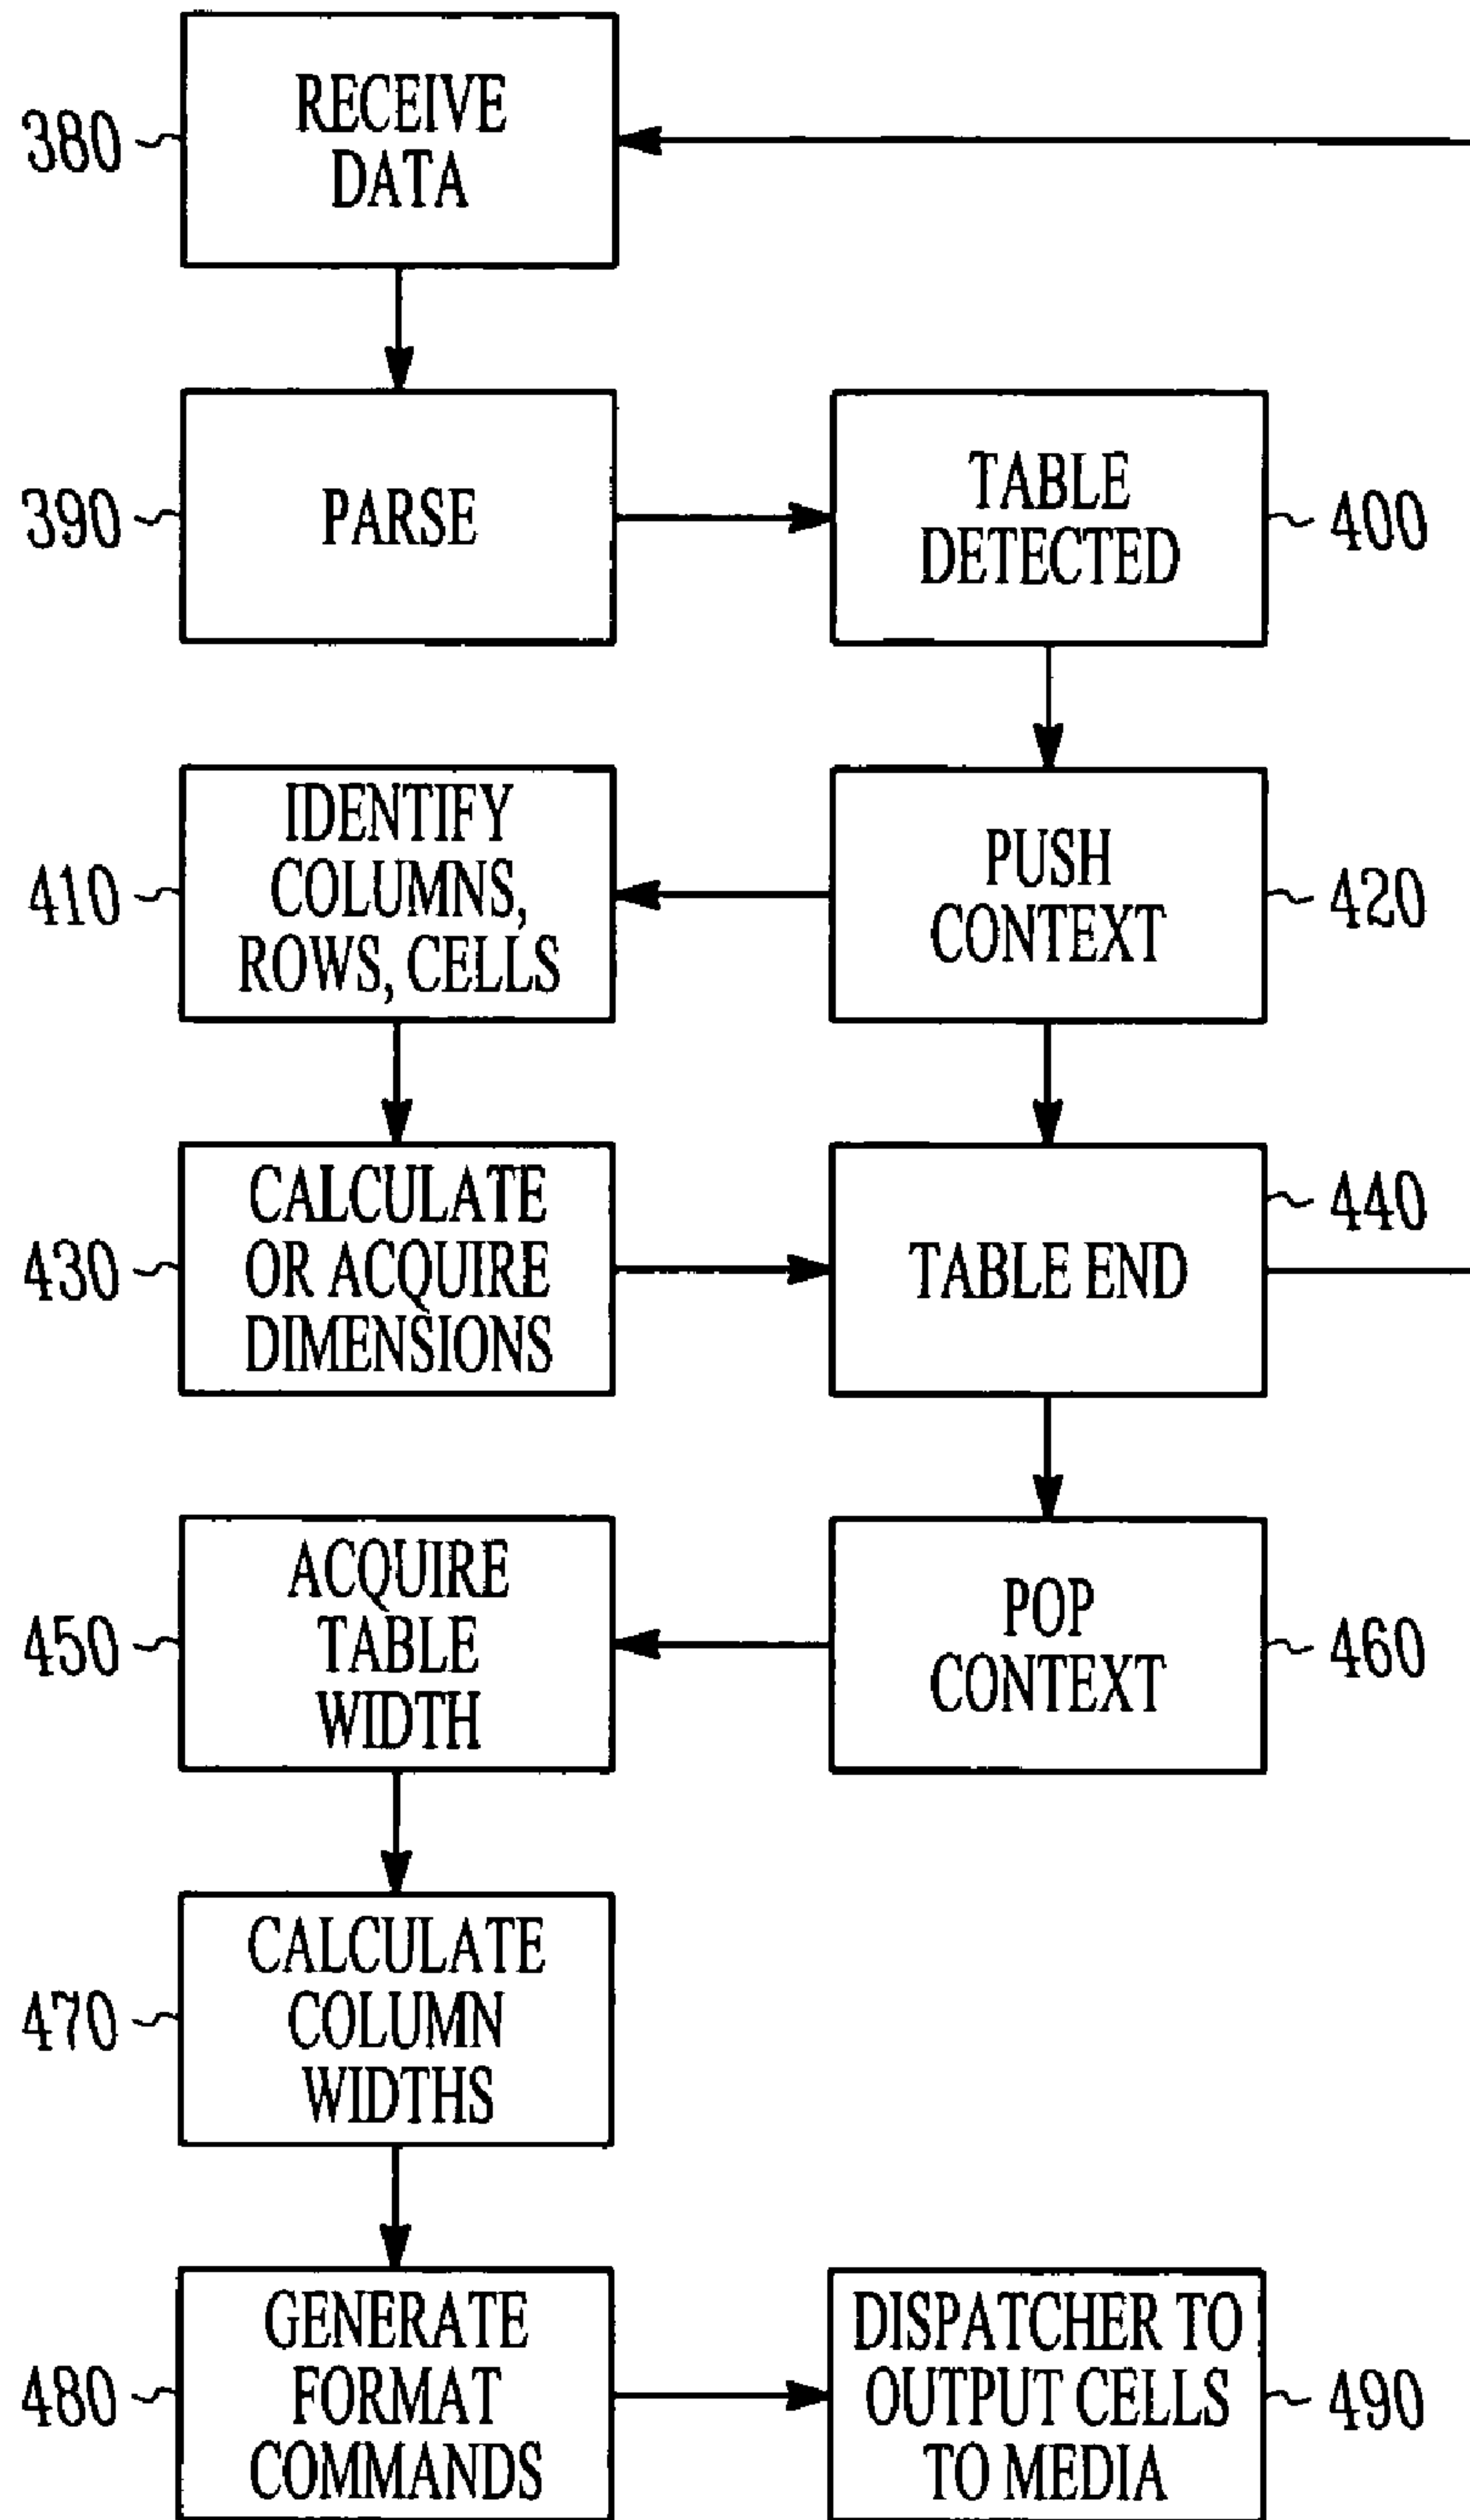 380
RECEIVE
DATA
390
PARSE
TABLE
DETECTED
400
410
IDENTIFY
COLUMNS,
ROWS, CELLS
PUSH
CONTEXT
420
430
CALCULATE
OR ACQUIRE
DIMENSIONS
TABLE END
440
450
ACQUIRE
TABLE
WIDTH
POP
CONTEXT
460
470
CALCULATE
COLUMN
WIDTHS
480
GENERATE
FORMAT
COMMANDS
DISPATCHER TO
OUTPUT CELLS
TO MEDIA
490